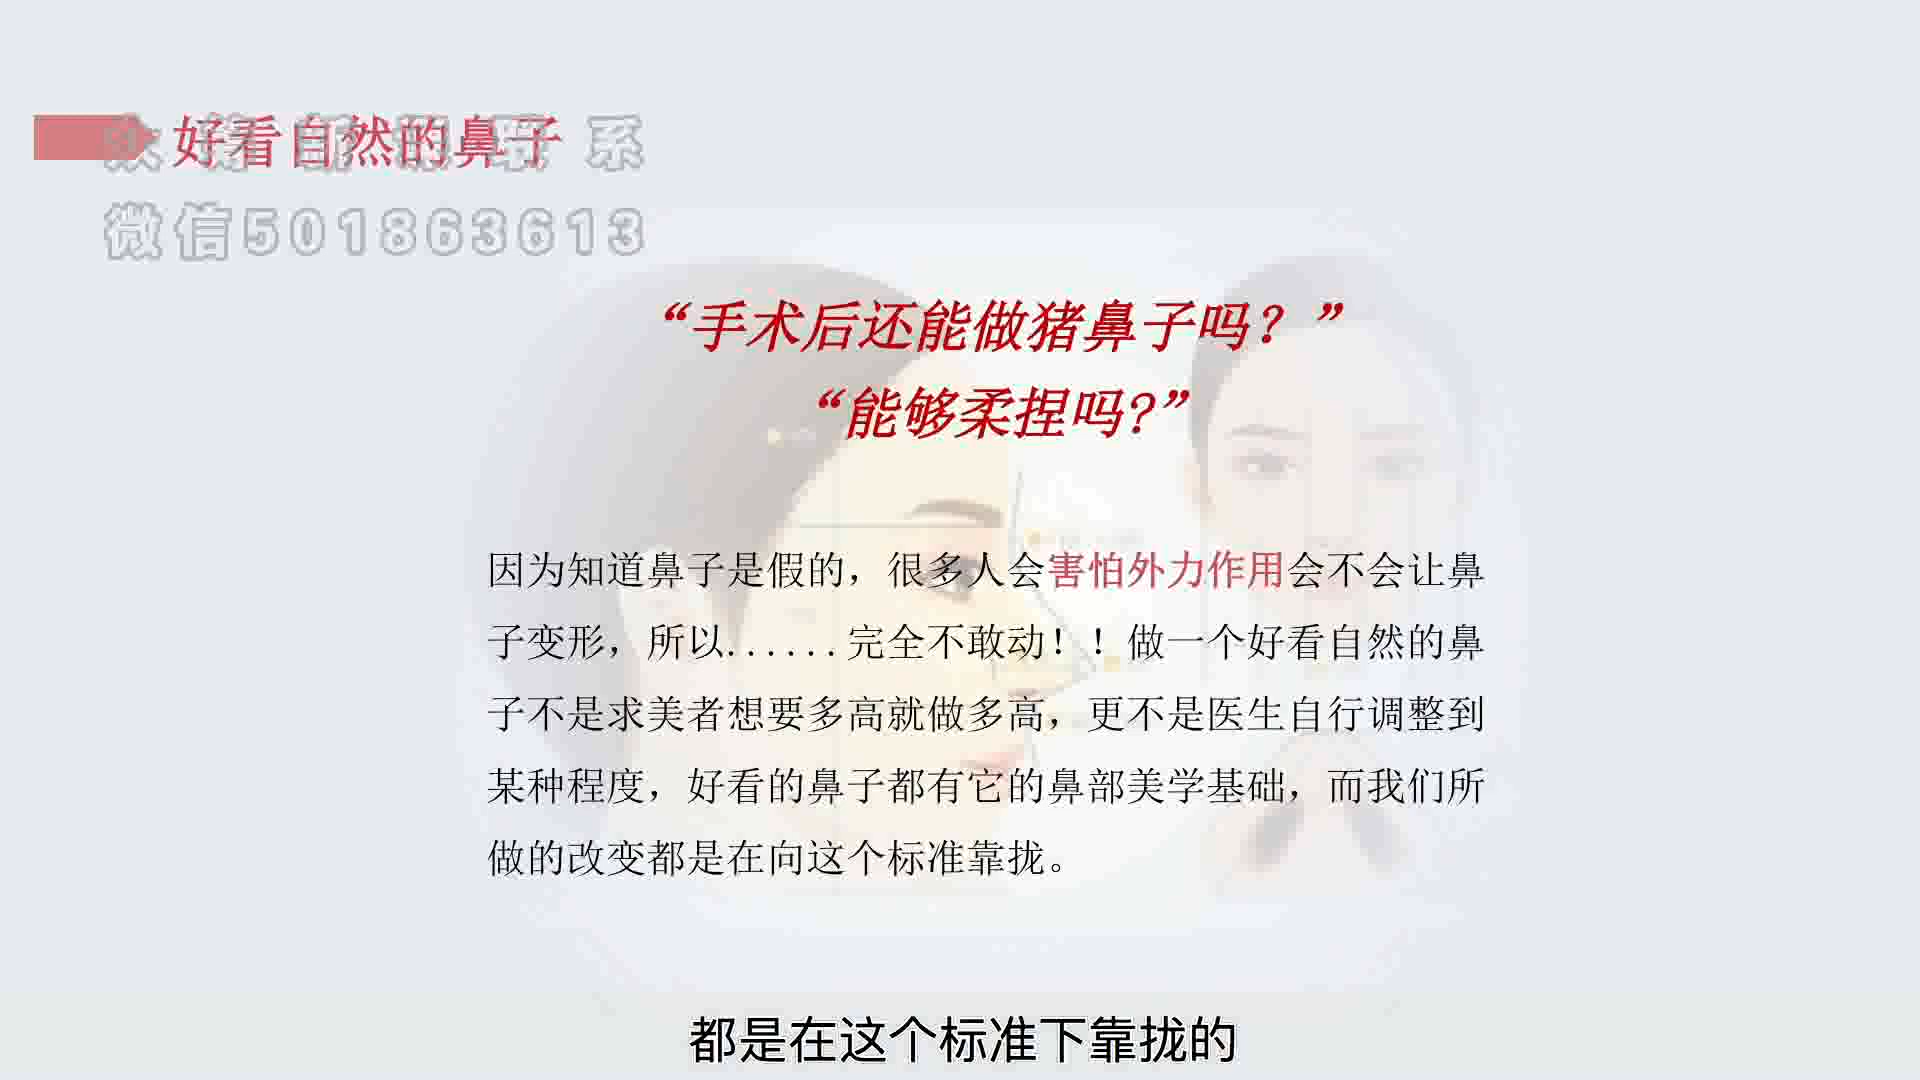 好看自然的鼻子
微信501863613
“手术后还能做猪鼻子吗？”
“能够柔捏吗?”
因为知道鼻子是假的，很多人会害怕外力作用会不会让鼻
子变形，所以......完全不敢动！！做一个好看自然的鼻
子不是求美者想要多高就做多高，更不是医生自行调整到
某种程度，好看的鼻子都有它的鼻部美学基础，而我们所
做的改变都是在向这个标准靠拢。
都是在这个标准下靠拢的